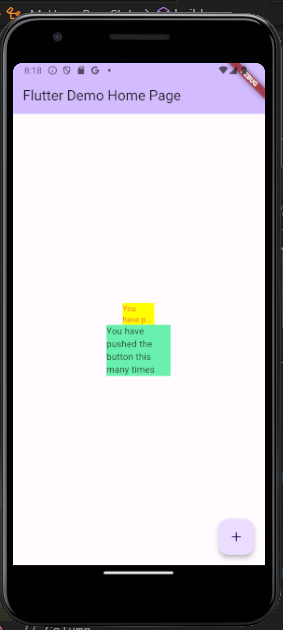 8:18
DEBUG
Flutter Demo Home Page
You
have p...
You have
pushed the
button this
many times
+